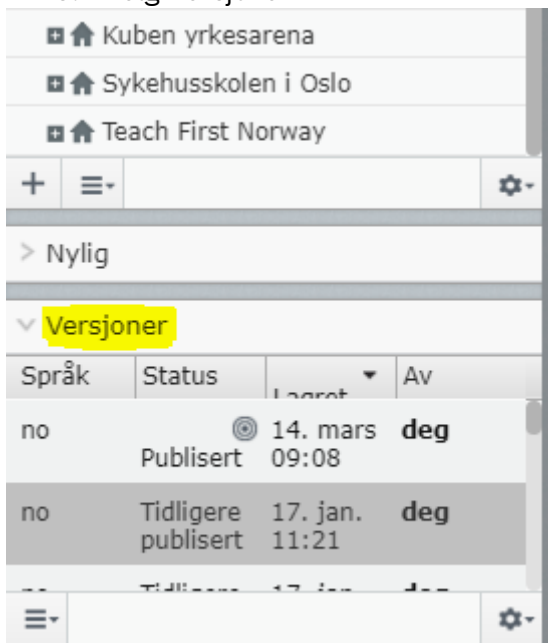 Kuben yrkesarena
Sykehusskolen i Oslo
Teach First Norway
Nylig
Versjoner
Språk Status Lagret Av
no Publisert 14. mars 09:08 deg
no Tidligere publisert 17. jan. 11:21 deg